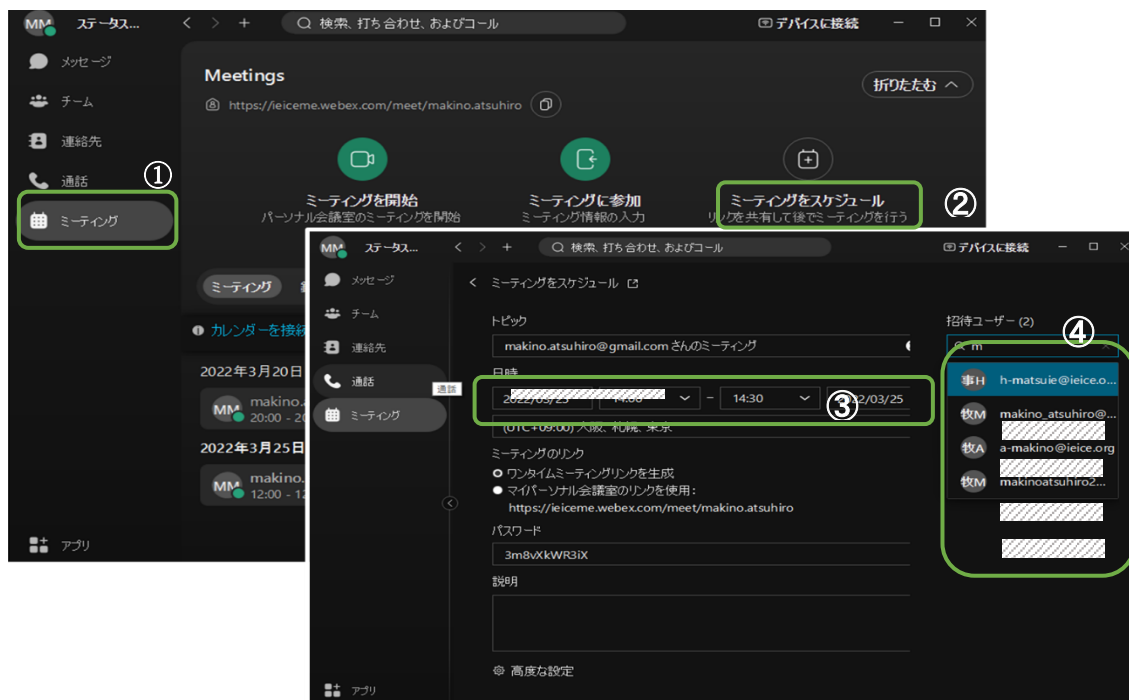 MM ステータス... < > + 検索、打ち合わせ、およびコール デバイスに接続
メッセージ
チーム
連絡先
通話
①
ミーティング
Meetings
折りたたむ
https://ieiceme.webex.com/meet/makino.atsuhiro
ミーティングを開始
パーソナル会議室のミーティングを開始
ミーティングに参加
ミーティング情報の入力
ミーティングをスケジュール
リンクを共有して後でミーティングを行う
②
ミーティング
カレンダーを接続
2022年3月20日
MM makino.
20:00 - 20
2022年3月25日
MM makino.
12:00 - 12
アプリ
MM ステータス... < > + 検索、打ち合わせ、およびコール デバイスに接続
メッセージ
チーム
連絡先
通話
通話
ミーティング
アプリ
< ミーティングをスケジュール
トピック
makino.atsuhiro@gmail.com さんのミーティング
日時
2022/03/25 14:00 – 14:30 2022/03/25
③
(UTC+09:00) 大阪、札幌、東京
ミーティングのリンク
ワンタイムミーティングリンクを生成
マイパーソナル会議室のリンクを使用:
https://ieiceme.webex.com/meet/makino.atsuhiro
パスワード
3m8vXkWR3iX
説明
高度な設定
招待ユーザー (2)
④
m
事H h-matsuie@ieice.o...
牧M makino_atsuhiro@...
牧A a-makino@ieice.org
牧M makinoatsuhiro2...